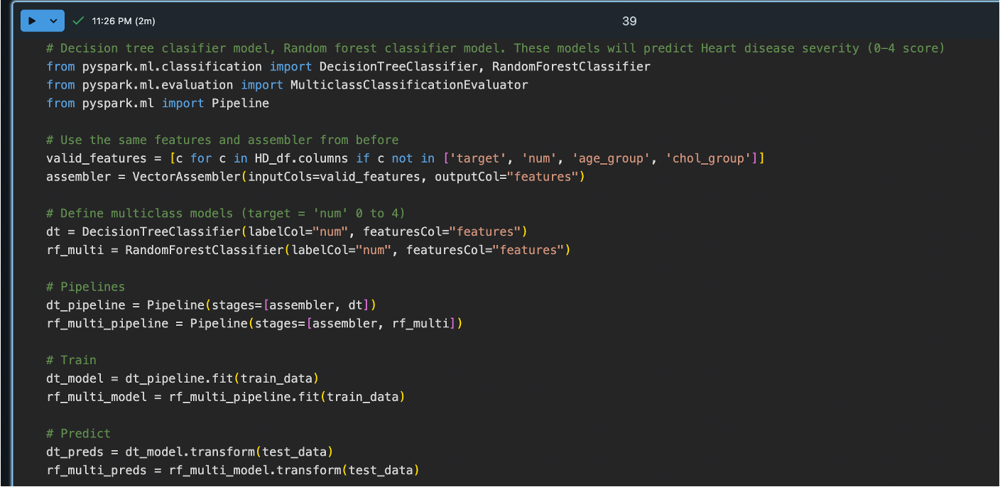 11:26 PM (2m)
39
# Decision tree clasifier model, Random forest classifier model. These models will predict Heart disease severity (0–4 score)
from pyspark.ml.classification import DecisionTreeClassifier, RandomForestClassifier
from pyspark.ml.evaluation import MulticlassClassificationEvaluator
from pyspark.ml import Pipeline
# Use the same features and assembler from before
valid_features = [c for c in HD_df.columns if c not in ['target', 'num', 'age_group', 'chol_group']]
assembler = VectorAssembler(inputCols=valid_features, outputCol="features")
# Define multiclass models (target = 'num' 0 to 4)
dt = DecisionTreeClassifier(labelCol="num", featuresCol="features")
rf_multi = RandomForestClassifier(labelCol="num", featuresCol="features")
# Pipelines
dt_pipeline = Pipeline(stages=[assembler, dt])
rf_multi_pipeline = Pipeline(stages=[assembler, rf_multi])
# Train
dt_model = dt_pipeline.fit(train_data)
rf_multi_model = rf_multi_pipeline.fit(train_data)
# Predict
dt_preds = dt_model.transform(test_data)
rf_multi_preds = rf_multi_model.transform(test_data)